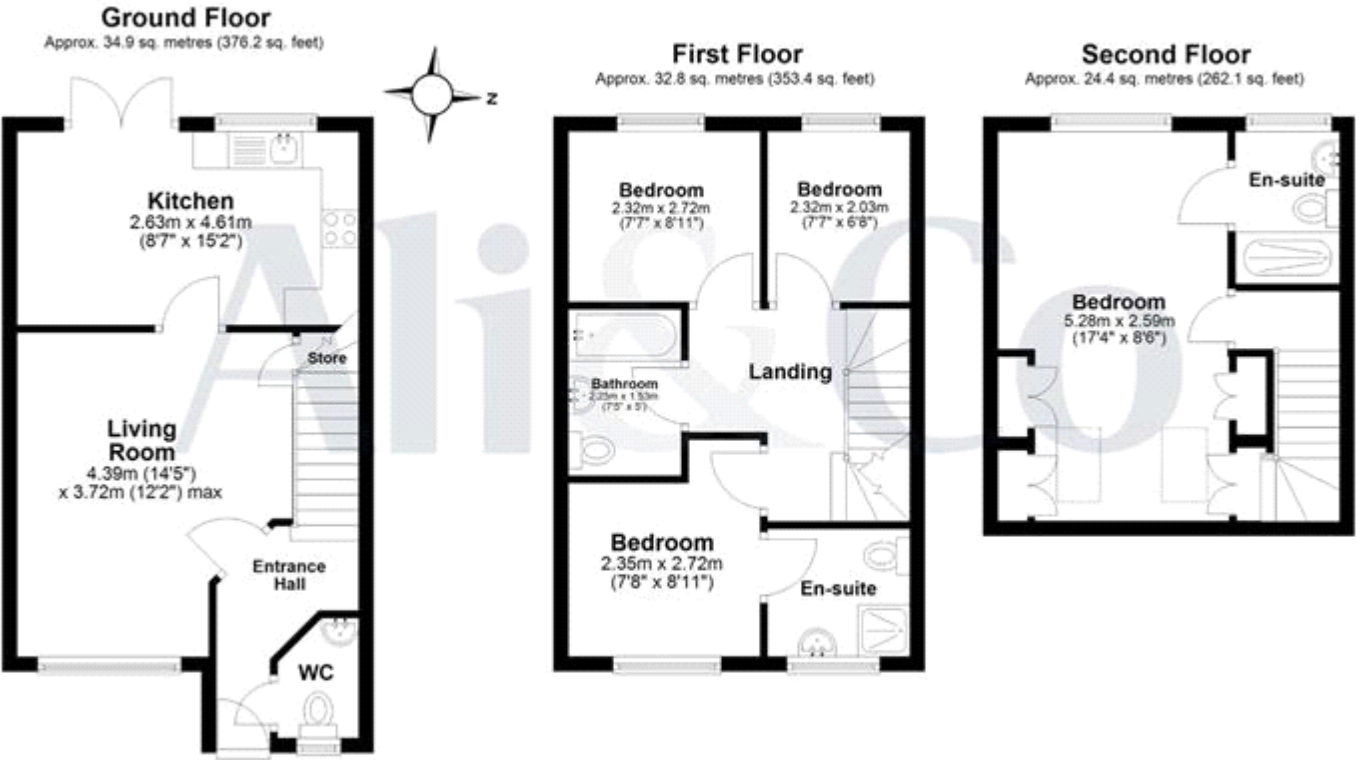 Ground Floor
Approx. 34.9 sq. metres (376.2 sq. feet)
Kitchen
2.63m x 4.61m
(8'7" x 15'2")
Store
Living
Room
4.39m (14'5")
x 3.72m (12'2") max
Entrance
Hall
WC
Z
First Floor
Approx. 32.8 sq. metres (353.4 sq. feet)
Bedroom
2.32m x 2.72m
(7'7" x 8'11")
Bedroom
2.32m x 2.03m
(7'7" x 6'8")
Landing
Bathroom
2.25m x 1.53m
(7'5" x 5')
Bedroom
2.35m x 2.72m
(7'8" x 8'11")
En-suite
Second Floor
Approx. 24.4 sq. metres (262.1 sq. feet)
En-suite
Bedroom
5.28m x 2.59m
(17'4" x 8'6")
Ali&Co